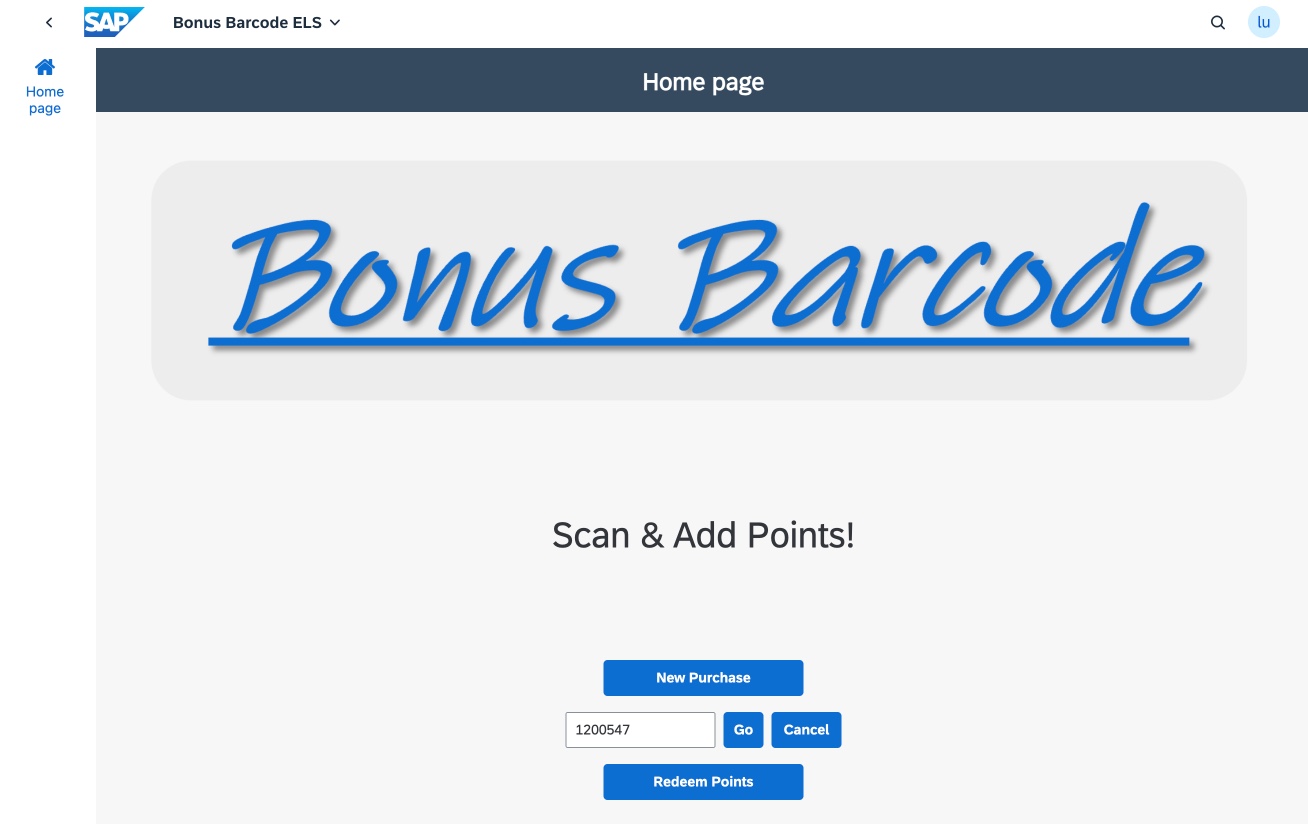 SAP
Bonus Barcode ELS
lu
Home
page
Home page
Bonus Barcode
Scan & Add Points!
New Purchase
1200547 Go Cancel
Redeem Points